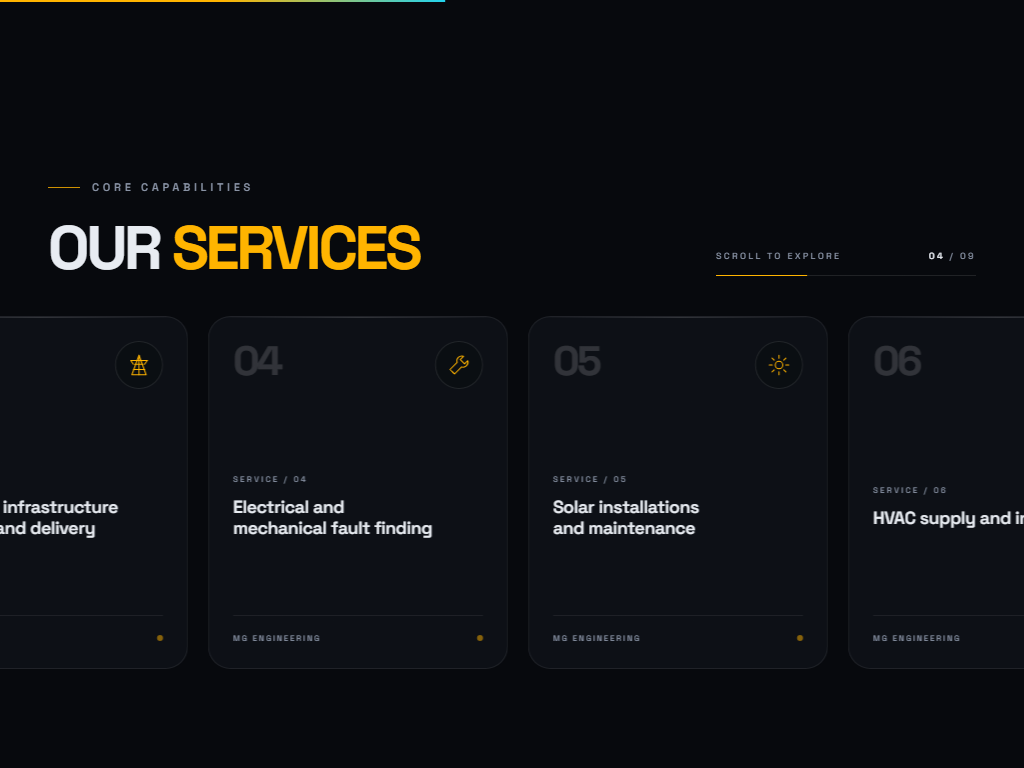 CORE CAPABILITIES
OUR SERVICES
SCROLL TO EXPLORE
04 / 09
infrastructure
and delivery
04
SERVICE / 04
Electrical and
mechanical fault finding
MG ENGINEERING
05
SERVICE / 05
Solar installations
and maintenance
MG ENGINEERING
06
SERVICE / 06
HVAC supply and
MG ENGINEERING